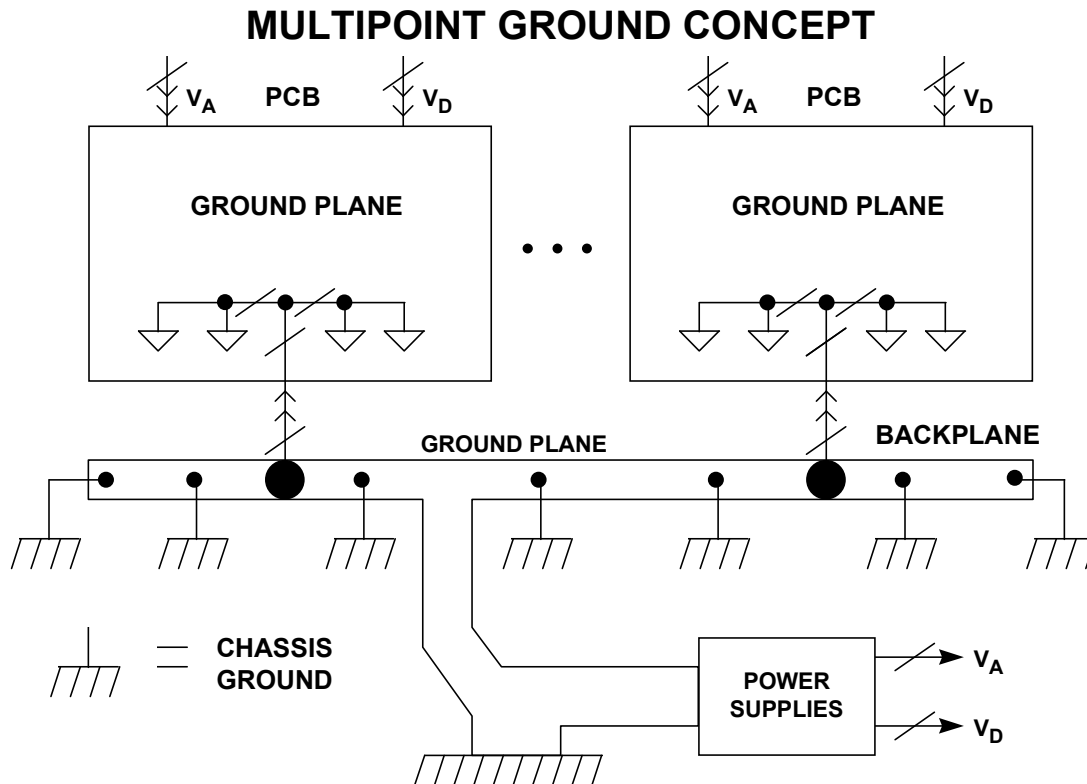 MULTIPOINT GROUND CONCEPT
VA PCB VD
VA PCB VD
GROUND PLANE
GROUND PLANE
GROUND PLANE
BACKPLANE
CHASSIS
GROUND
POWER
SUPPLIES
VA
VD